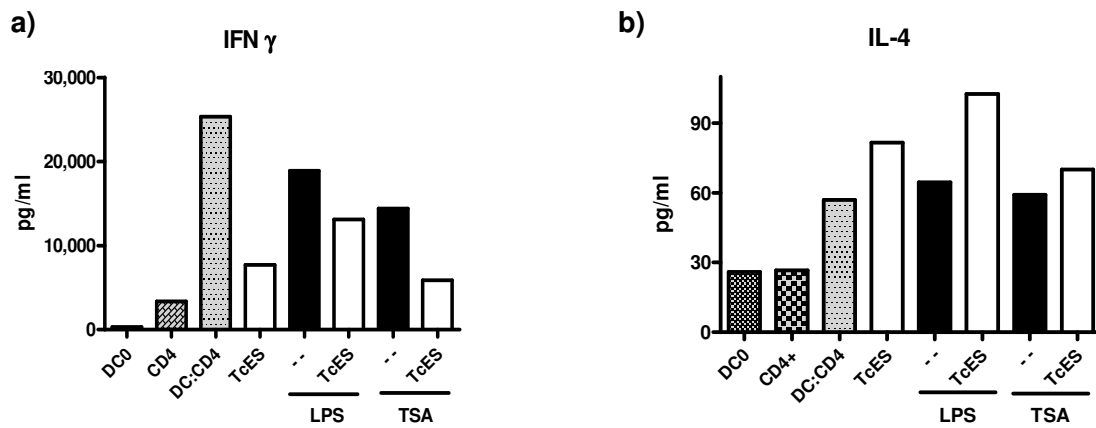 a)
IFN γ
30,000
20,000
10,000
0
pg/ml
DC0
CD4
DC:CD4
TcES
- -
TcES
- -
TcES
LPS
TSA
b)
IL-4
90
60
30
0
pg/ml
DC0
CD4+
DC:CD4
TcES
- -
TcES
- -
TcES
LPS
TSA